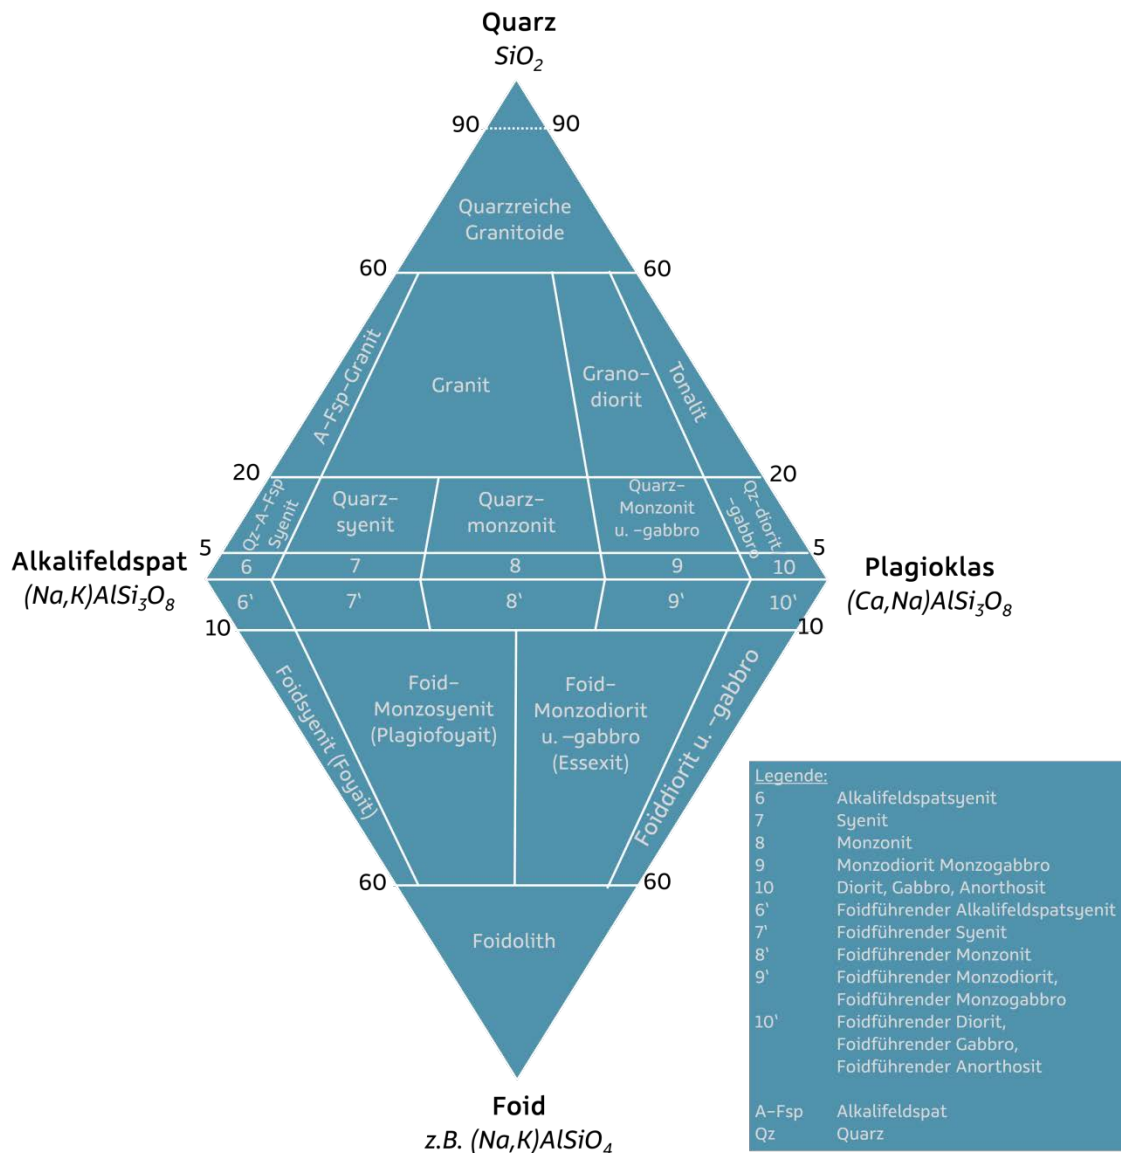 Quarz
SiO₂
90 90
Quarzreiche
Granitoide
60 60
A-Fsp-Granit
Granit
Grano-
diorit
Tonalit
20 20
Qz-A-Fsp
Syenit
Quarz-
syenit
Quarz-
monzonit
Quarz-
Monzonit
u. -gabbro
Qz-diorit
-gabbro
5 5
Alkalifeldspat
(Na,K)AlSi₃O₈
6 7 8 9 10
Plagioklas
(Ca,Na)AlSi₃O₈
6' 7' 8' 9' 10'
10 10
Foidsyenit (Foyait)
Foid-
Monzosyenit
(Plagiofoyait)
Foid-
Monzodiorit
u. -gabbro
(Essexit)
Foiddiorit u. -gabbro
60 60
Foidolith
Foid
z.B. (Na,K)AlSiO₄
Legende:
6 Alkalifeldspatsyenit
7 Syenit
8 Monzonit
9 Monzodiorit Monzogabbro
10 Diorit, Gabbro, Anorthosit
6' Foidführender Alkalifeldspatsyenit
7' Foidführender Syenit
8' Foidführender Monzonit
9' Foidführender Monzodiorit,
Foidführender Monzogabbro
10' Foidführender Diorit,
Foidführender Gabbro,
Foidführender Anorthosit
A-Fsp Alkalifeldspat
Qz Quarz